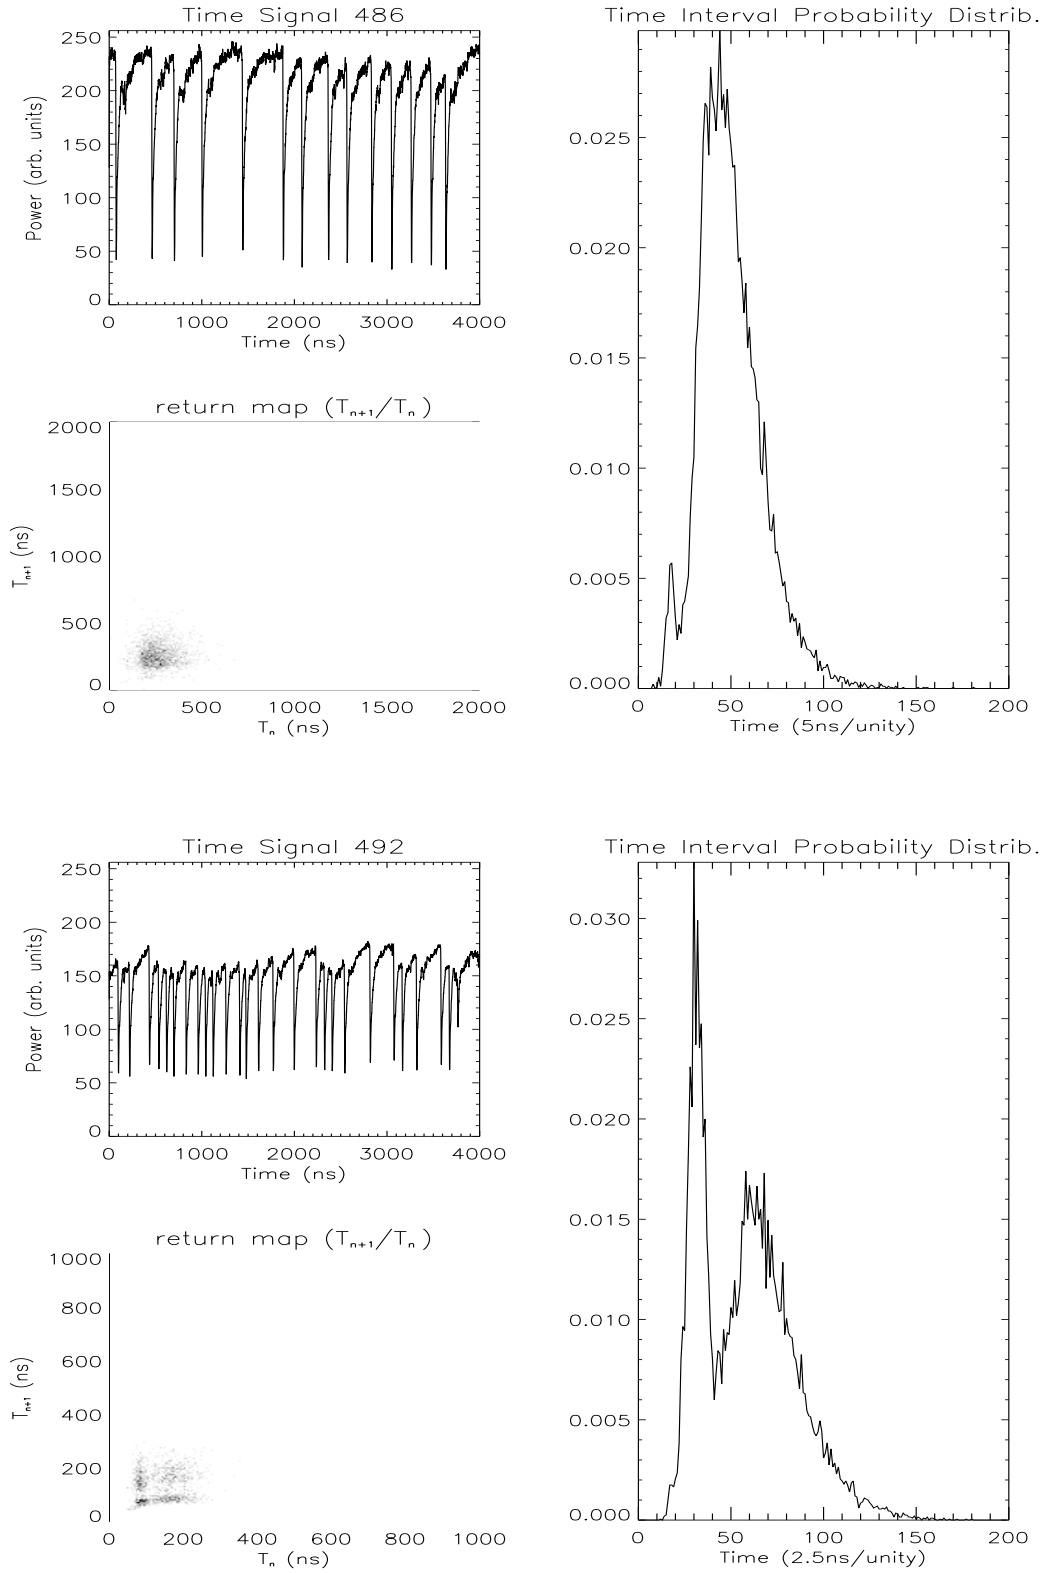 Time Signal 486
250
200
150
100
50
0
Power (arb. units)
0 1000 2000 3000 4000
Time (ns)
Time Interval Probability Distrib.
0.025
0.020
0.015
0.010
0.005
0.000
0 50 100 150 200
Time (5ns/unity)
return map (Tn+1/Tn)
2000
1500
1000
500
0
Tn+1 (ns)
0 500 1000 1500 2000
Tn (ns)
Time Signal 492
250
200
150
100
50
0
Power (arb. units)
0 1000 2000 3000 4000
Time (ns)
Time Interval Probability Distrib.
0.030
0.025
0.020
0.015
0.010
0.005
0.000
0 50 100 150 200
Time (2.5ns/unity)
return map (Tn+1/Tn)
1000
800
600
400
200
0
Tn+1 (ns)
0 200 400 600 800 1000
Tn (ns)